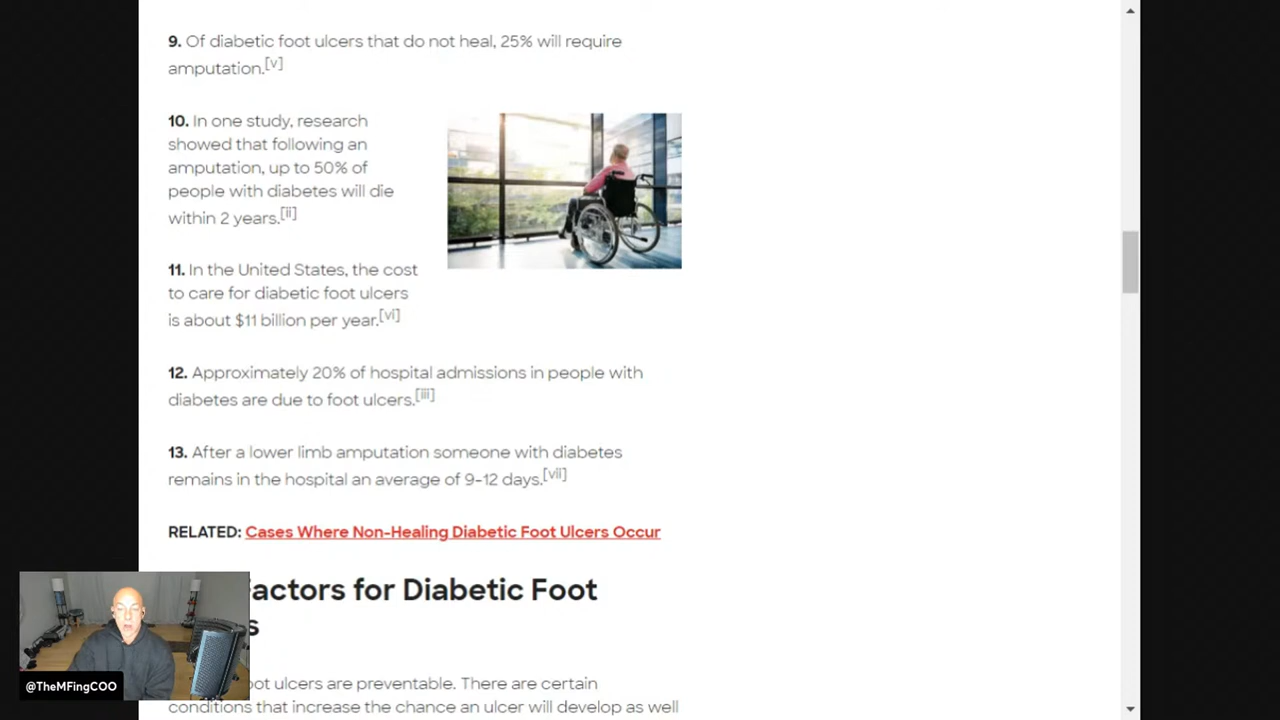 9. Of diabetic foot ulcers that do not heal, 25% will require
amputation.[v]
10. In one study, research
showed that following an
amputation, up to 50% of
people with diabetes will die
within 2 years.[ii]
11. In the United States, the cost
to care for diabetic foot ulcers
is about $11 billion per year.[vi]
12. Approximately 20% of hospital admissions in people with
diabetes are due to foot ulcers.[iii]
13. After a lower limb amputation someone with diabetes
remains in the hospital an average of 9-12 days.[vii]
RELATED: Cases Where Non-Healing Diabetic Foot Ulcers Occur
actors for Diabetic Foot
s
oot ulcers are preventable. There are certain
conditions that increase the chance an ulcer will develop as well
@TheMFingCOO